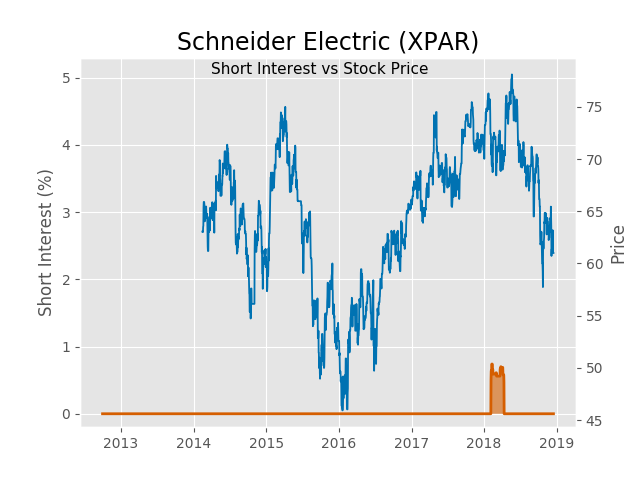 Schneider Electric (XPAR)
Short Interest vs Stock Price
Short Interest (%)
5
4
3
2
1
0
75
70
65
60
55
50
45
Price
2013 2014 2015 2016 2017 2018 2019